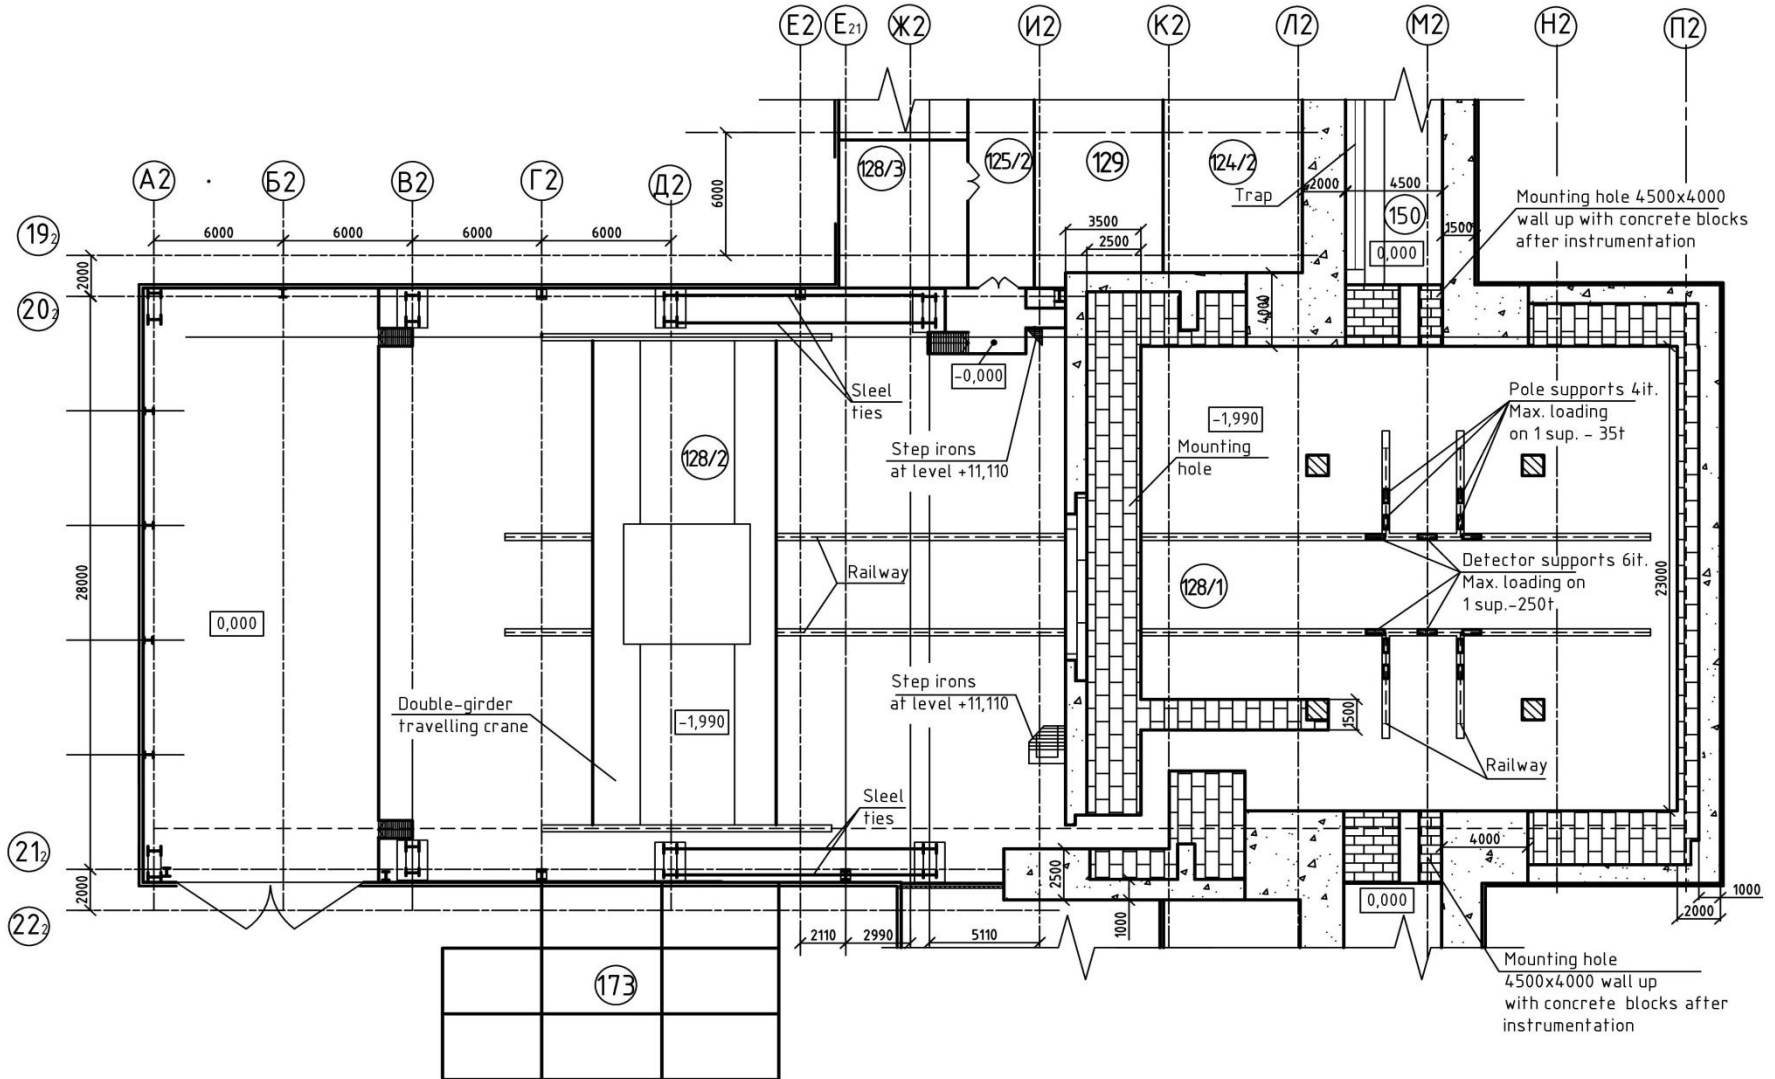 Е2
Е21
Ж2
И2
К2
Л2
М2
Н2
П2
А2
Б2
В2
Г2
Д2
128/3
125/2
129
124/2
Trap
2000
4500
150
1500
0,000
Mounting hole 4500x4000
wall up with concrete blocks
after instrumentation
6000
19₂
6000
6000
6000
6000
3500
2500
2000
20₂
4000
-0,000
Sleel
ties
128/2
Step irons
at level +11,110
-1,990
Mounting
hole
Pole supports 4it.
Max. loading
on 1 sup. - 35t
Detector supports 6it.
Max. loading on
1 sup.-250t
23000
28000
0,000
Railway
128/1
Double-girder
travelling crane
-1,990
Step irons
at level +11,110
1500
Railway
Sleel
ties
21₂
2000
22₂
2500
1000
4000
0,000
1000
2000
2110
2990
5110
173
Mounting hole
4500x4000 wall up
with concrete blocks after
instrumentation